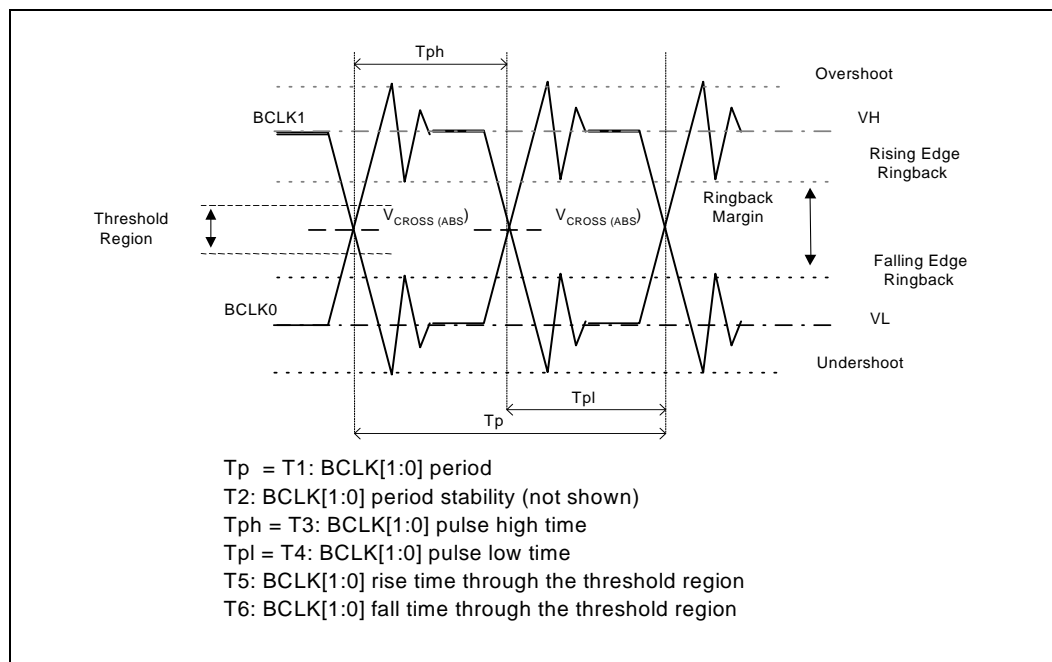 Tph
Overshoot
BCLK1
VH
Rising Edge
Ringback
Ringback
Margin
Threshold
Region
VCROSS (ABS)
VCROSS (ABS)
Falling Edge
Ringback
BCLK0
VL
Undershoot
Tpl
Tp
Tp = T1: BCLK[1:0] period
T2: BCLK[1:0] period stability (not shown)
Tph = T3: BCLK[1:0] pulse high time
Tpl = T4: BCLK[1:0] pulse low time
T5: BCLK[1:0] rise time through the threshold region
T6: BCLK[1:0] fall time through the threshold region